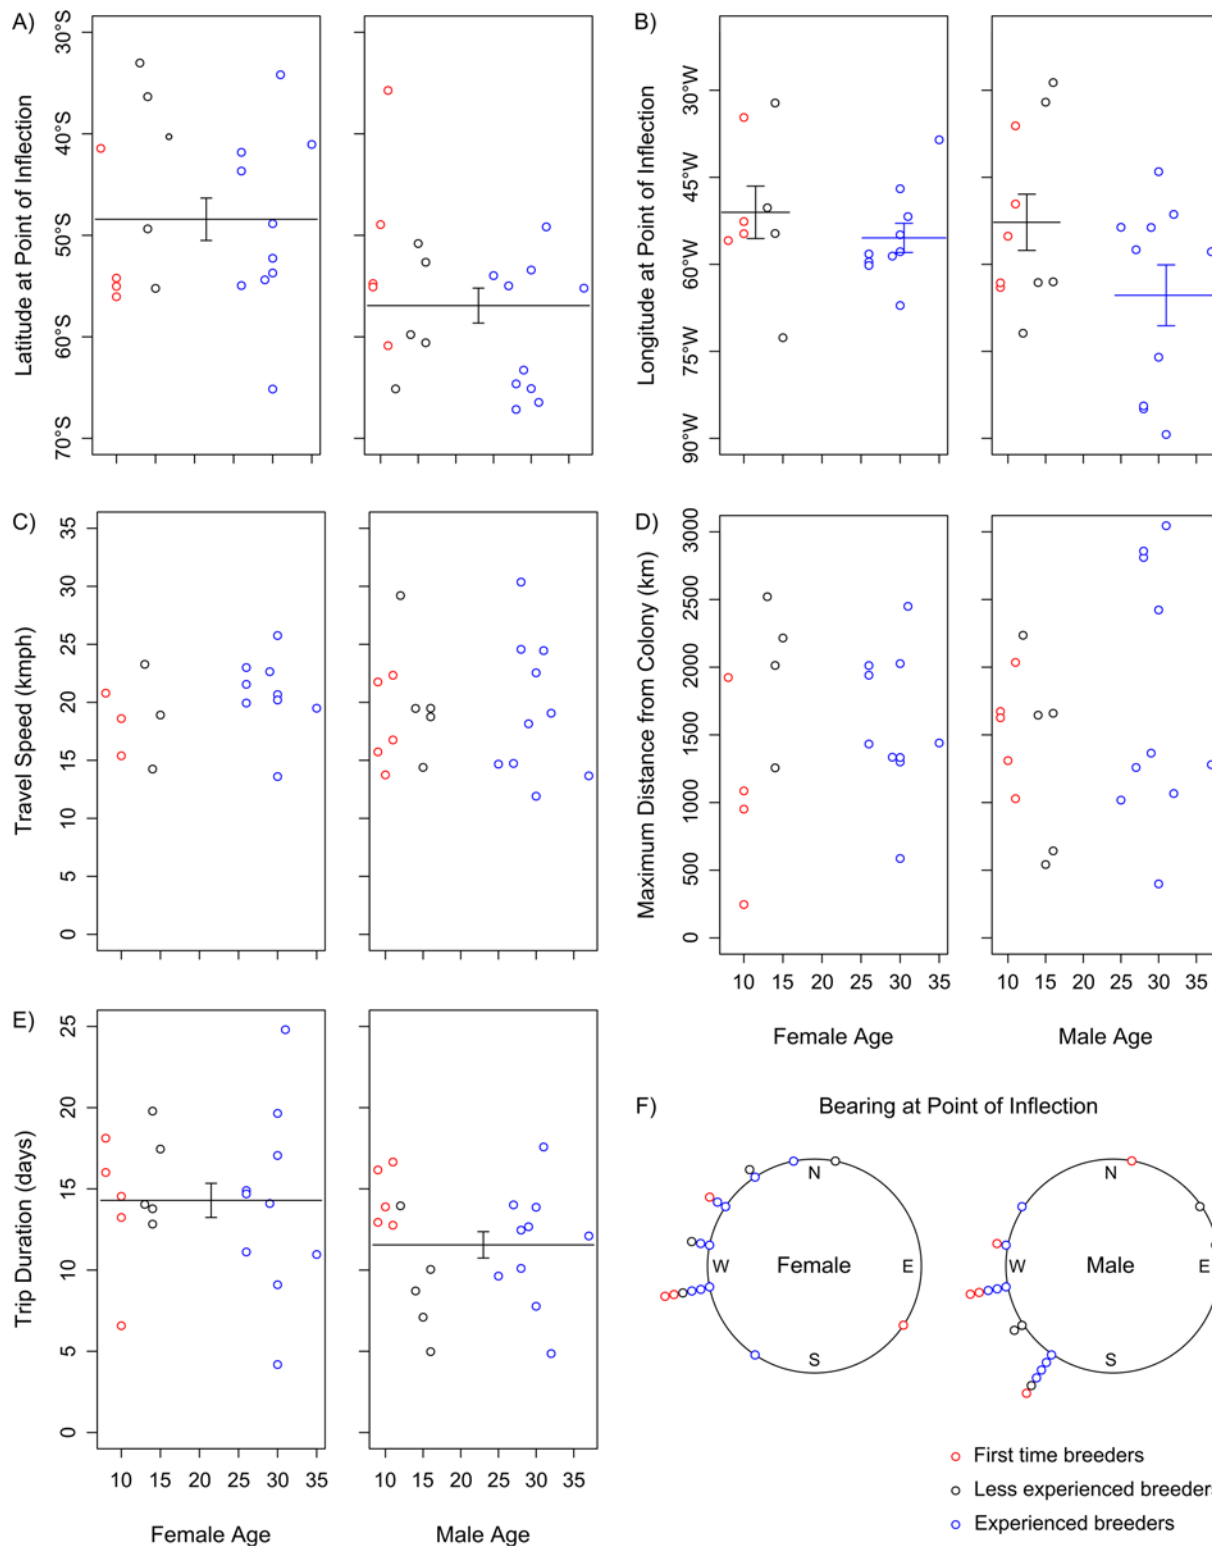 A)
Latitude at Point of Inflection
30°S
40°S
50°S
60°S
70°S
B)
Longitude at Point of Inflection
30°W
45°W
60°W
75°W
90°W
C)
Travel Speed (kmph)
35
30
25
20
15
10
5
0
D)
Maximum Distance from Colony (km)
3000
2500
2000
1500
1000
500
0
10 15 20 25 30 35
10 15 20 25 30 35
Female Age
Male Age
E)
Trip Duration (days)
25
20
15
10
5
0
10 15 20 25 30 35
10 15 20 25 30 35
Female Age
Male Age
F)
Bearing at Point of Inflection
N
W Female E
S
N
W Male E
S
First time breeders
Less experienced breeders
Experienced breeders